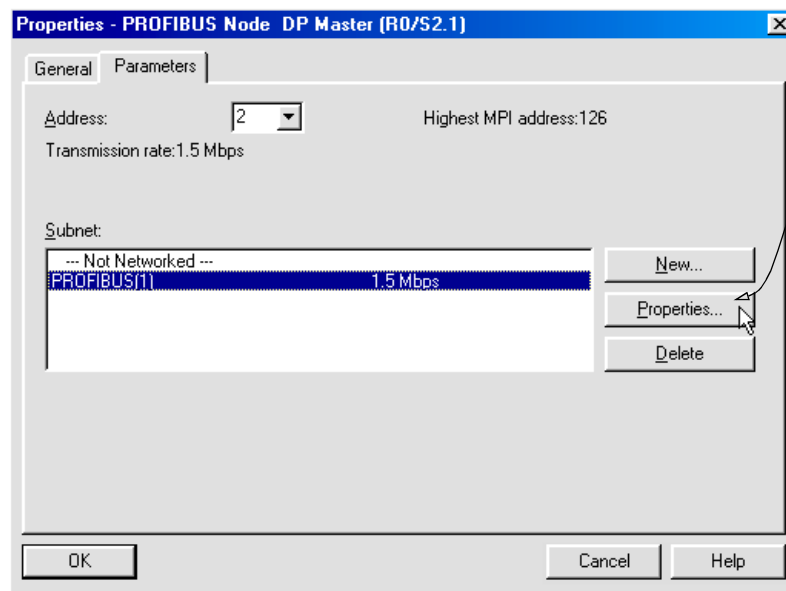 Properties - PROFIBUS Node DP Master (R0/S2.1)
General Parameters
Address: 2 Highest MPI address:126
Transmission rate:1.5 Mbps
Subnet:
--- Not Networked ---
PROFIBUS(1) 1.5 Mbps
New...
Properties...
Delete
OK Cancel Help